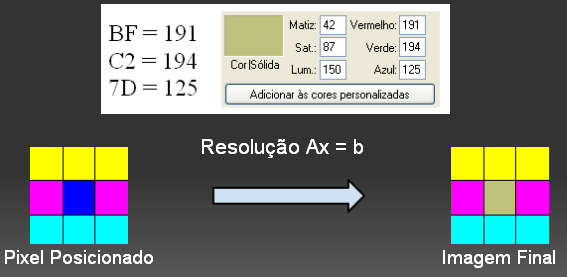 BF = 191
C2 = 194
7D = 125
Matiz: 42 Vermelho: 191
Sat.: 87 Verde: 194
Cor|Sólida Lum.: 150 Azul: 125
Adicionar às cores personalizadas
Resolução Ax = b
Pixel Posicionado
Imagem Final